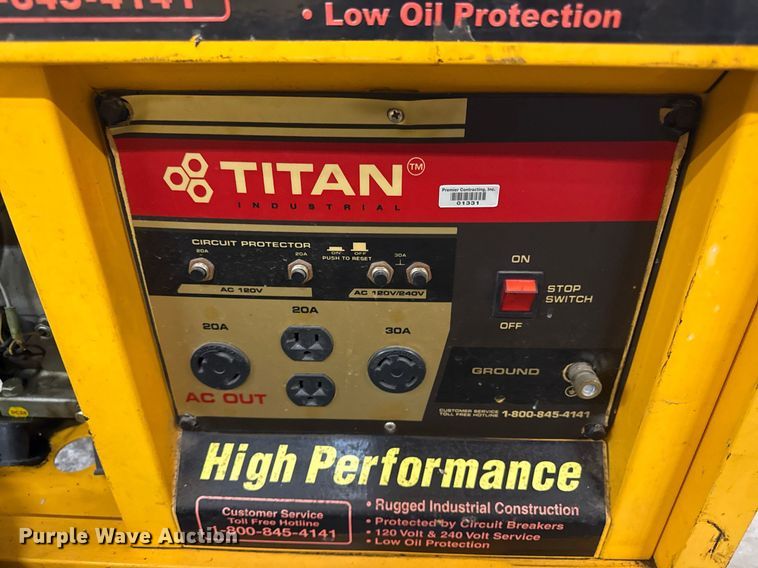 -845-4141
• Low Oil Protection
TITAN™
INDUSTRIAL
Premier Contracting, Inc.
01331
CIRCUIT PROTECTOR
ON OFF
PUSH TO RESET
20A
20A
30A
AC 120V
AC 120V/240V
ON
STOP SWITCH
OFF
20A
20A
30A
AC OUT
GROUND
CUSTOMER SERVICE
TOLL FREE HOTLINE 1-800-845-4141
High Performance
Customer Service
Toll Free Hotline
1-800-845-4141
• Rugged Industrial Construction
• Protected by Circuit Breakers
• 120 Volt & 240 Volt Service
• Low Oil Protection
Purple Wave Auction